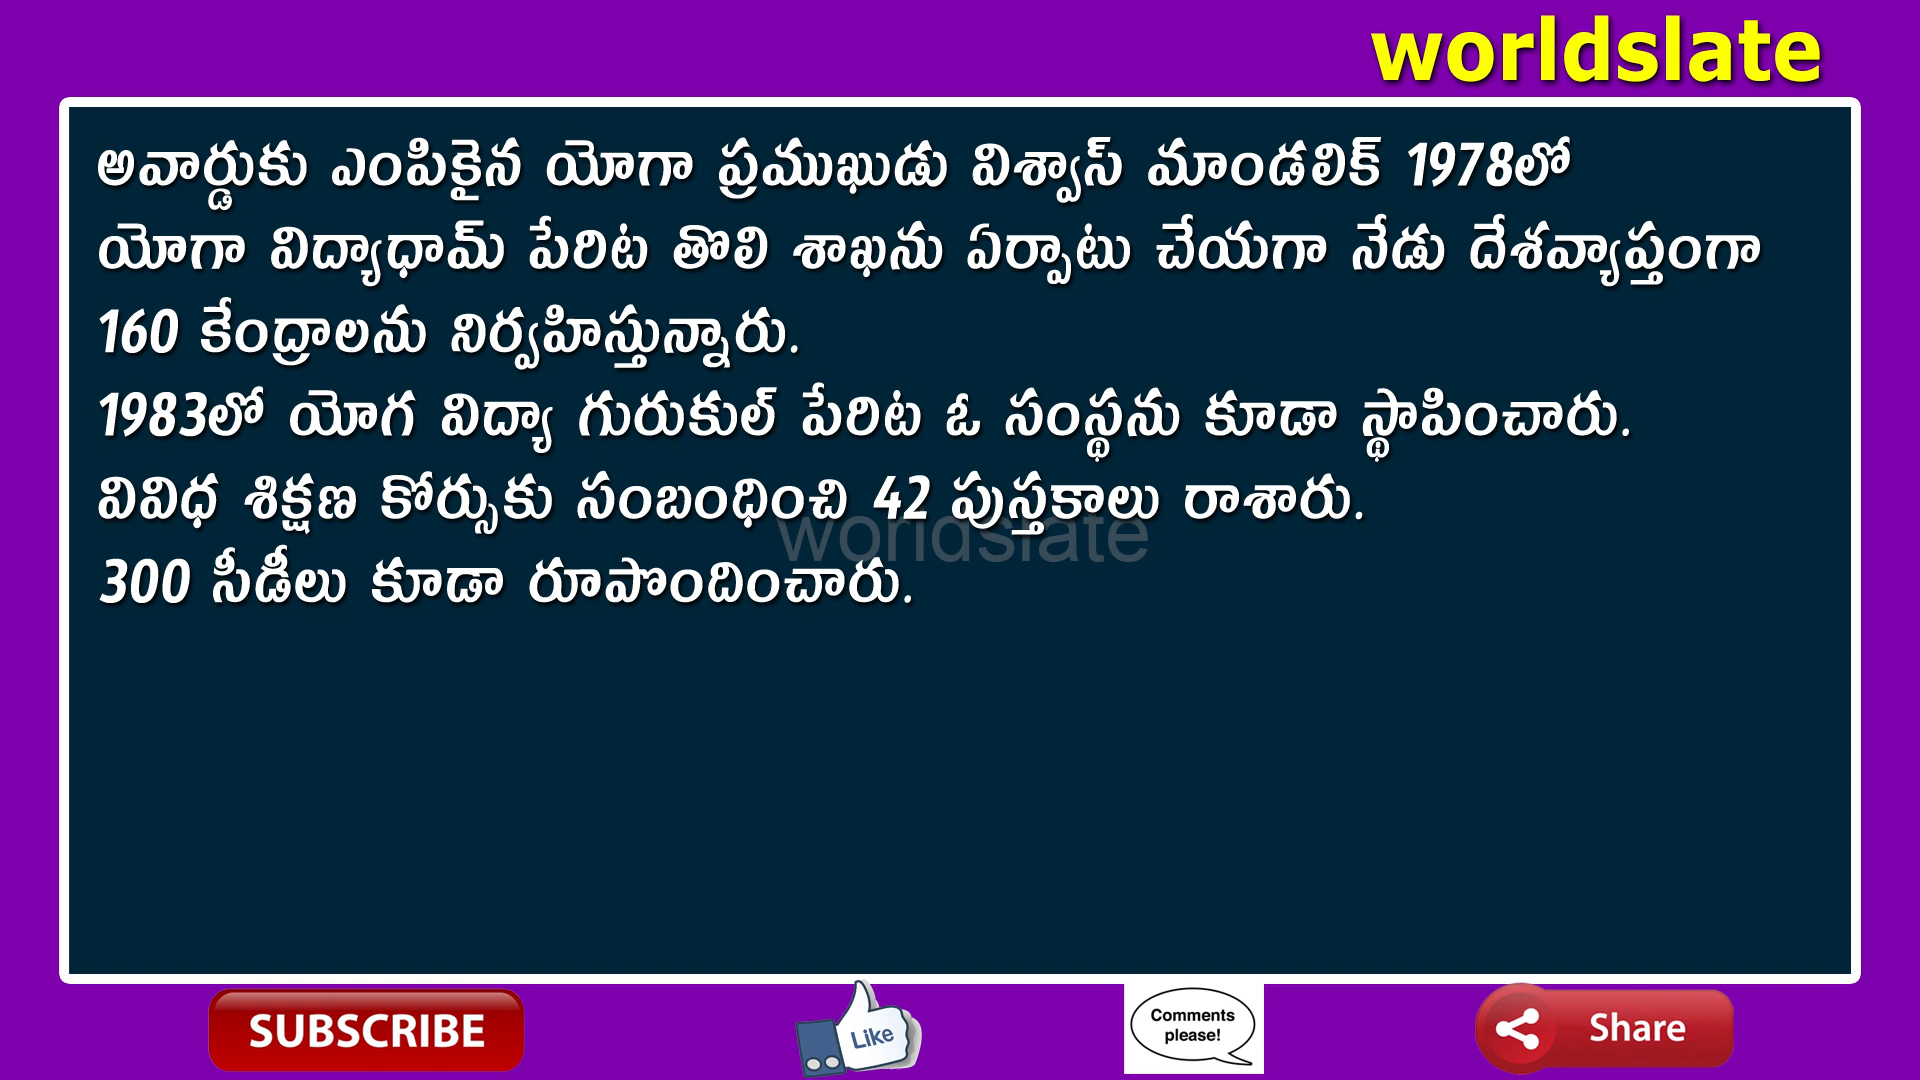 worldslate
అవార్డుకు ఎంపికైన యోగా ప్రముఖుడు విశ్వాస్ మాండలిక్ 1978లో
యోగా విద్యాధామ్ పేరిట తొలి శాఖను ఏర్పాటు చేయగా నేడు దేశవ్యాప్తంగా
160 కేంద్రాలను నిర్వహిస్తున్నారు.
1983లో యోగ విద్యా గురుకుల్ పేరిట ఓ సంస్థను కూడా స్థాపించారు.
వివిధ శిక్షణ కోర్సుకు సంబంధించి 42 పుస్తకాలు రాశారు.
worldslate
300 సీడీలు కూడా రూపొందించారు.
SUBSCRIBE
Like
Comments
please!
Share